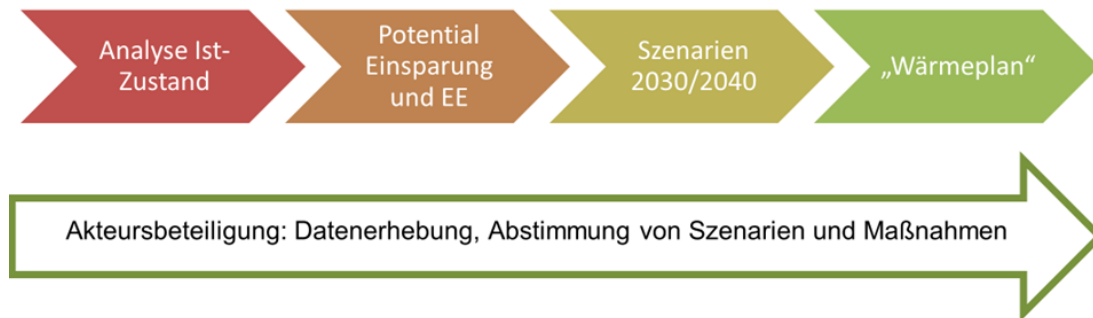 Analyse Ist-
Zustand
Potential
Einsparung
und EE
Szenarien
2030/2040
„Wärmeplan“
Akteursbeteiligung: Datenerhebung, Abstimmung von Szenarien und Maßnahmen